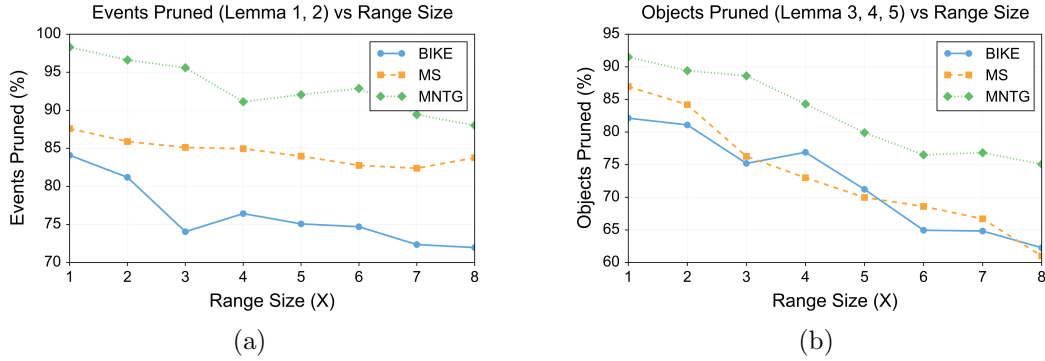 Events Pruned (Lemma 1, 2) vs Range Size
100
95
90
85
80
75
70
Events Pruned (%)
BIKE
MS
MNTG
1 2 3 4 5 6 7 8
Range Size (X)
(a)
Objects Pruned (Lemma 3, 4, 5) vs Range Size
95
90
85
80
75
70
65
60
Objects Pruned (%)
BIKE
MS
MNTG
1 2 3 4 5 6 7 8
Range Size (X)
(b)